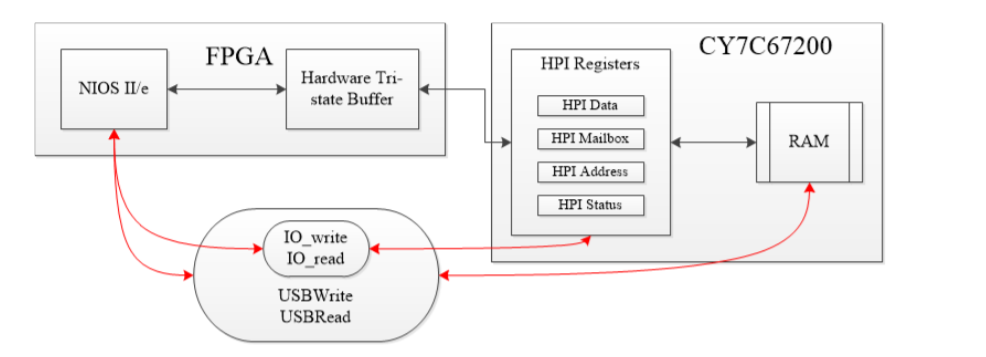 FPGA
NIOS II/e
Hardware Tri-
state Buffer
CY7C67200
HPI Registers
HPI Data
HPI Mailbox
HPI Address
HPI Status
RAM
IO_write
IO_read
USBWrite
USBRead